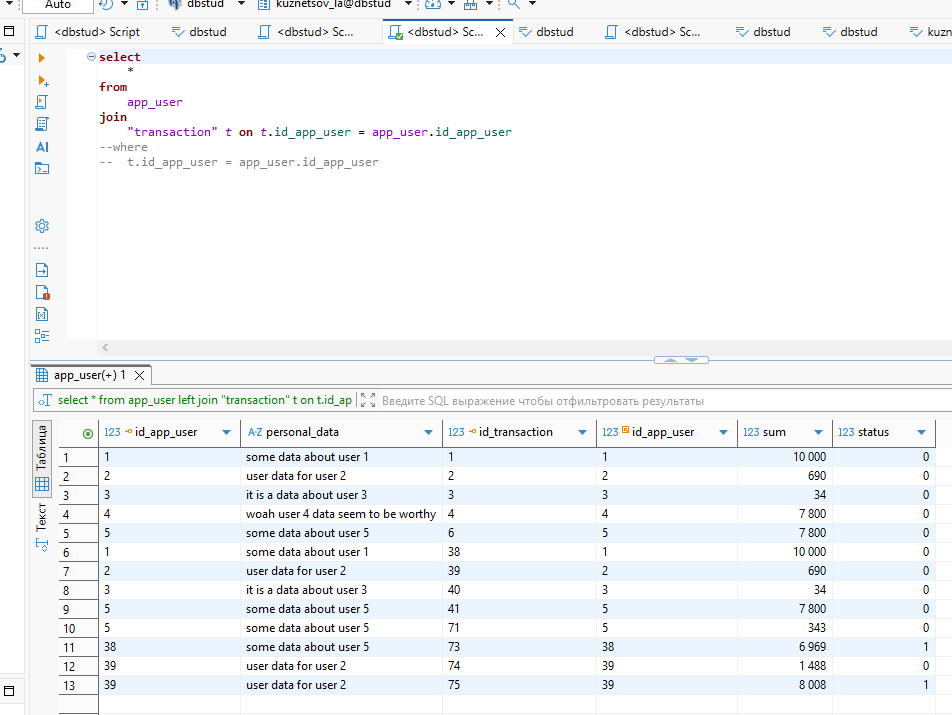 Auto dbstud kuznetsov_ia@dbstud
<dbstud> Script dbstud <dbstud> Sc... <dbstud> Sc... dbstud <dbstud> Sc... dbstud dbstud kuzn
select
*
from
app_user
join
"transaction" t on t.id_app_user = app_user.id_app_user
--where
-- t.id_app_user = app_user.id_app_user
AI
app_user(+) 1
select * from app_user left join "transaction" t on t.id_ap Введите SQL выражение чтобы отфильтровать результаты
Таблица
Текст
123 id_app_user A-Z personal_data 123 id_transaction 123 id_app_user 123 sum 123 status
1 1 some data about user 1 1 1 10 000 0
2 2 user data for user 2 2 2 690 0
3 3 it is a data about user 3 3 3 34 0
4 4 woah user 4 data seem to be worthy 4 4 7 800 0
5 5 some data about user 5 6 5 7 800 0
6 1 some data about user 1 38 1 10 000 0
7 2 user data for user 2 39 2 690 0
8 3 it is a data about user 3 40 3 34 0
9 5 some data about user 5 41 5 7 800 0
10 5 some data about user 5 71 5 343 0
11 38 some data about user 5 73 38 6 969 1
12 39 user data for user 2 74 39 1 488 0
13 39 user data for user 2 75 39 8 008 1